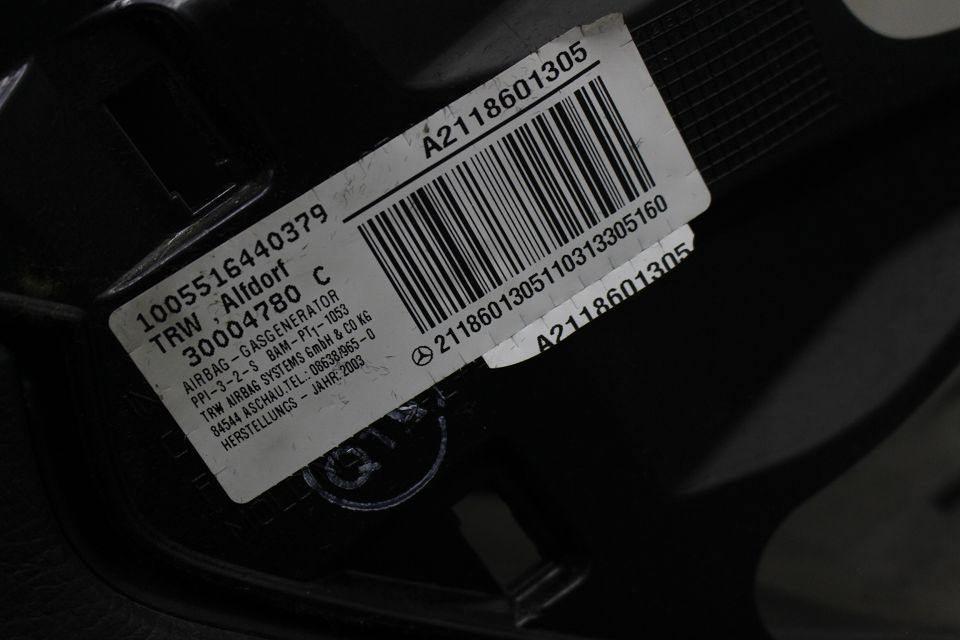 1005516440379
TRW , Alfdorf
30004780 C
AIRBAG-GASGENERATOR
PPI-3-2-S BAM-PT1-1053
TRW AIRBAG SYSTEMS GmbH & CO KG
84544 ASCHAU.TEL.: 08638/965-0
HERSTELLUNGS - JAHR:2003
A2118601305
2118601305110313305160
A2118601305